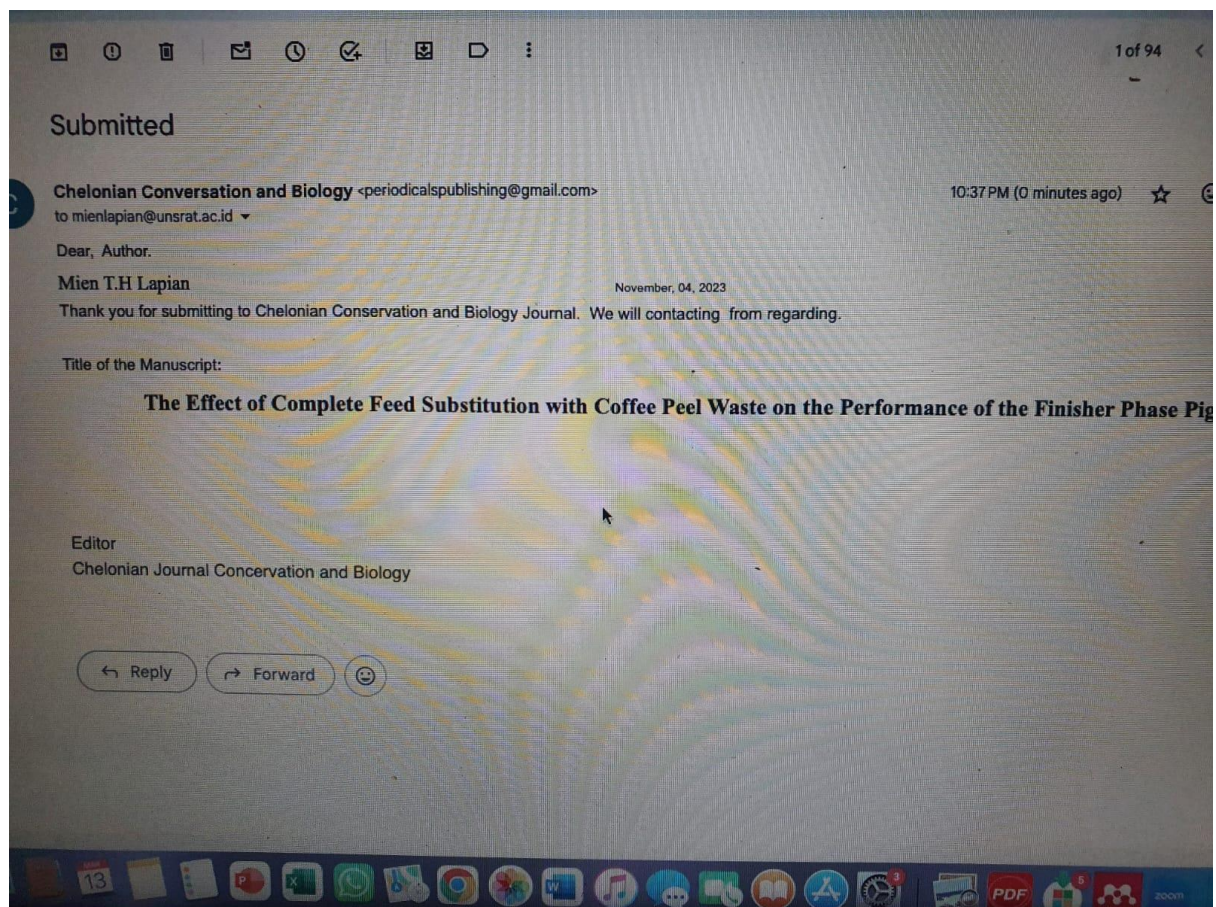 1 of 94
Submitted
Chelonian Conversation and Biology <periodicalspublishing@gmail.com>
10:37 PM (0 minutes ago)
to mienlapian@unsrat.ac.id
Dear, Author.
Mien T.H Lapian
November, 04, 2023
Thank you for submitting to Chelonian Conservation and Biology Journal. We will contacting from regarding.
Title of the Manuscript:
The Effect of Complete Feed Substitution with Coffee Peel Waste on the Performance of the Finisher Phase Pig
Editor
Chelonian Journal Concervation and Biology
Reply
Forward
13
P
X
W
3
PDF
5
zoom